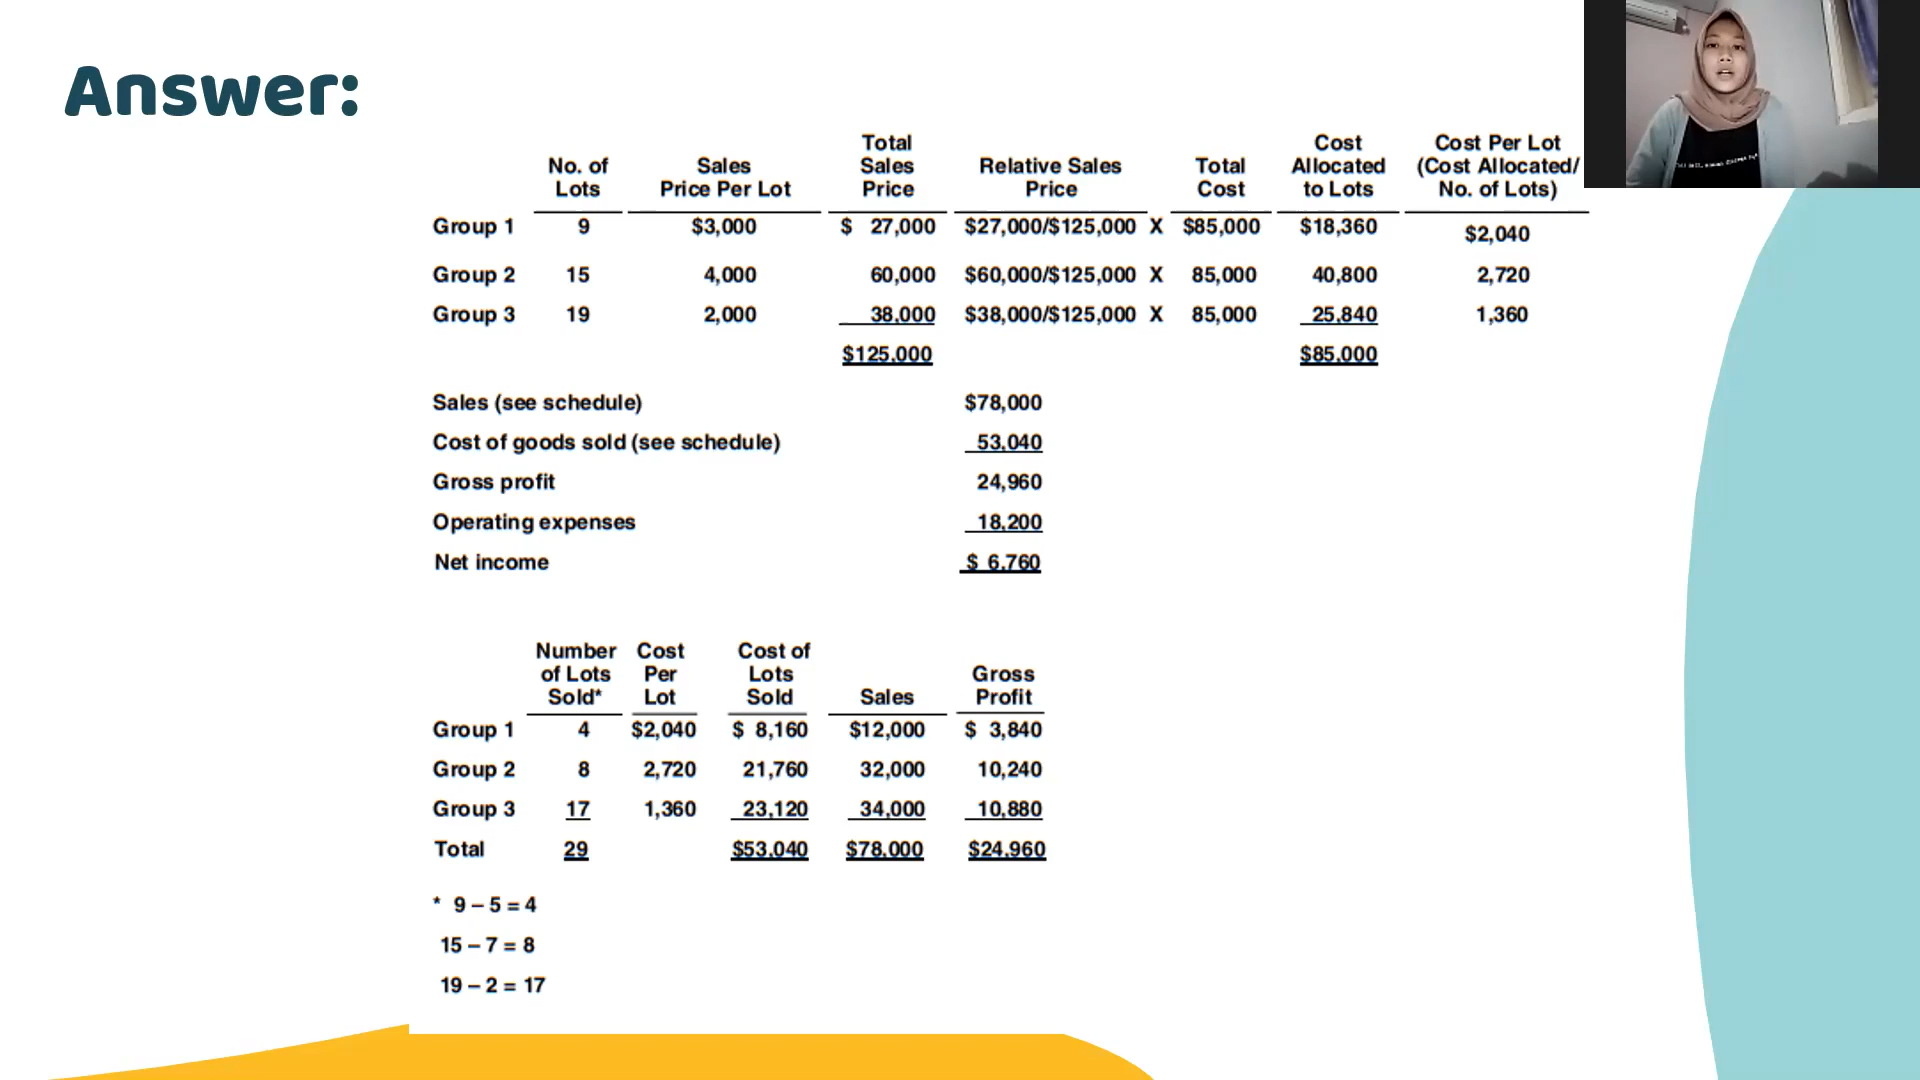 Answer:
Total Cost Cost Per Lot
No. of Sales Sales Relative Sales Total Allocated (Cost Allocated/
Lots Price Per Lot Price Price Cost to Lots No. of Lots)
Group 1 9 $3,000 $ 27,000 $27,000/$125,000 X $85,000 $18,360 $2,040
Group 2 15 4,000 60,000 $60,000/$125,000 X 85,000 40,800 2,720
Group 3 19 2,000 38,000 $38,000/$125,000 X 85,000 25,840 1,360
$125,000 $85,000
Sales (see schedule) $78,000
Cost of goods sold (see schedule) 53,040
Gross profit 24,960
Operating expenses 18,200
Net income $ 6,760
Number Cost Cost of
of Lots Per Lots Gross
Sold* Lot Sold Sales Profit
Group 1 4 $2,040 $ 8,160 $12,000 $ 3,840
Group 2 8 2,720 21,760 32,000 10,240
Group 3 17 1,360 23,120 34,000 10,880
Total 29 $53,040 $78,000 $24,960
* 9 – 5 = 4
15 – 7 = 8
19 – 2 = 17